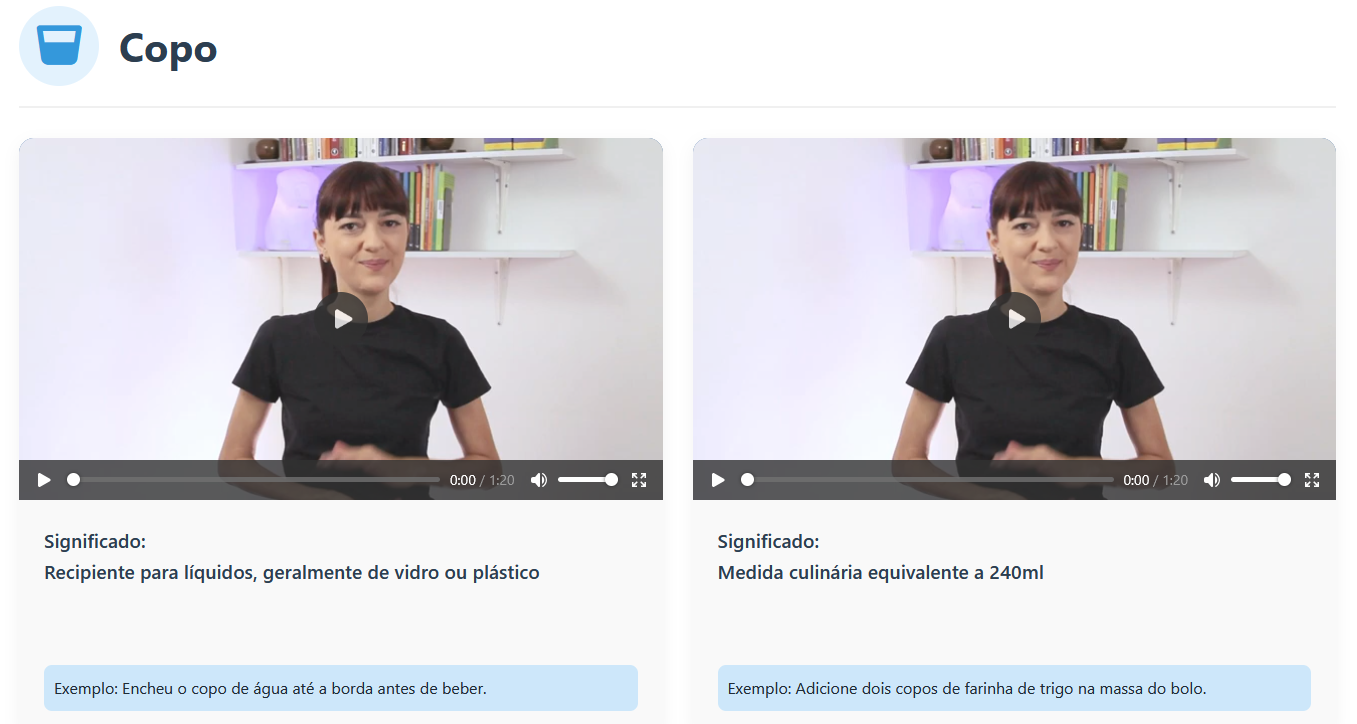 Copo
0:00 / 1:20
0:00 / 1:20
Significado:
Recipiente para líquidos, geralmente de vidro ou plástico
Significado:
Medida culinária equivalente a 240ml
Exemplo: Encheu o copo de água até a borda antes de beber.
Exemplo: Adicione dois copos de farinha de trigo na massa do bolo.